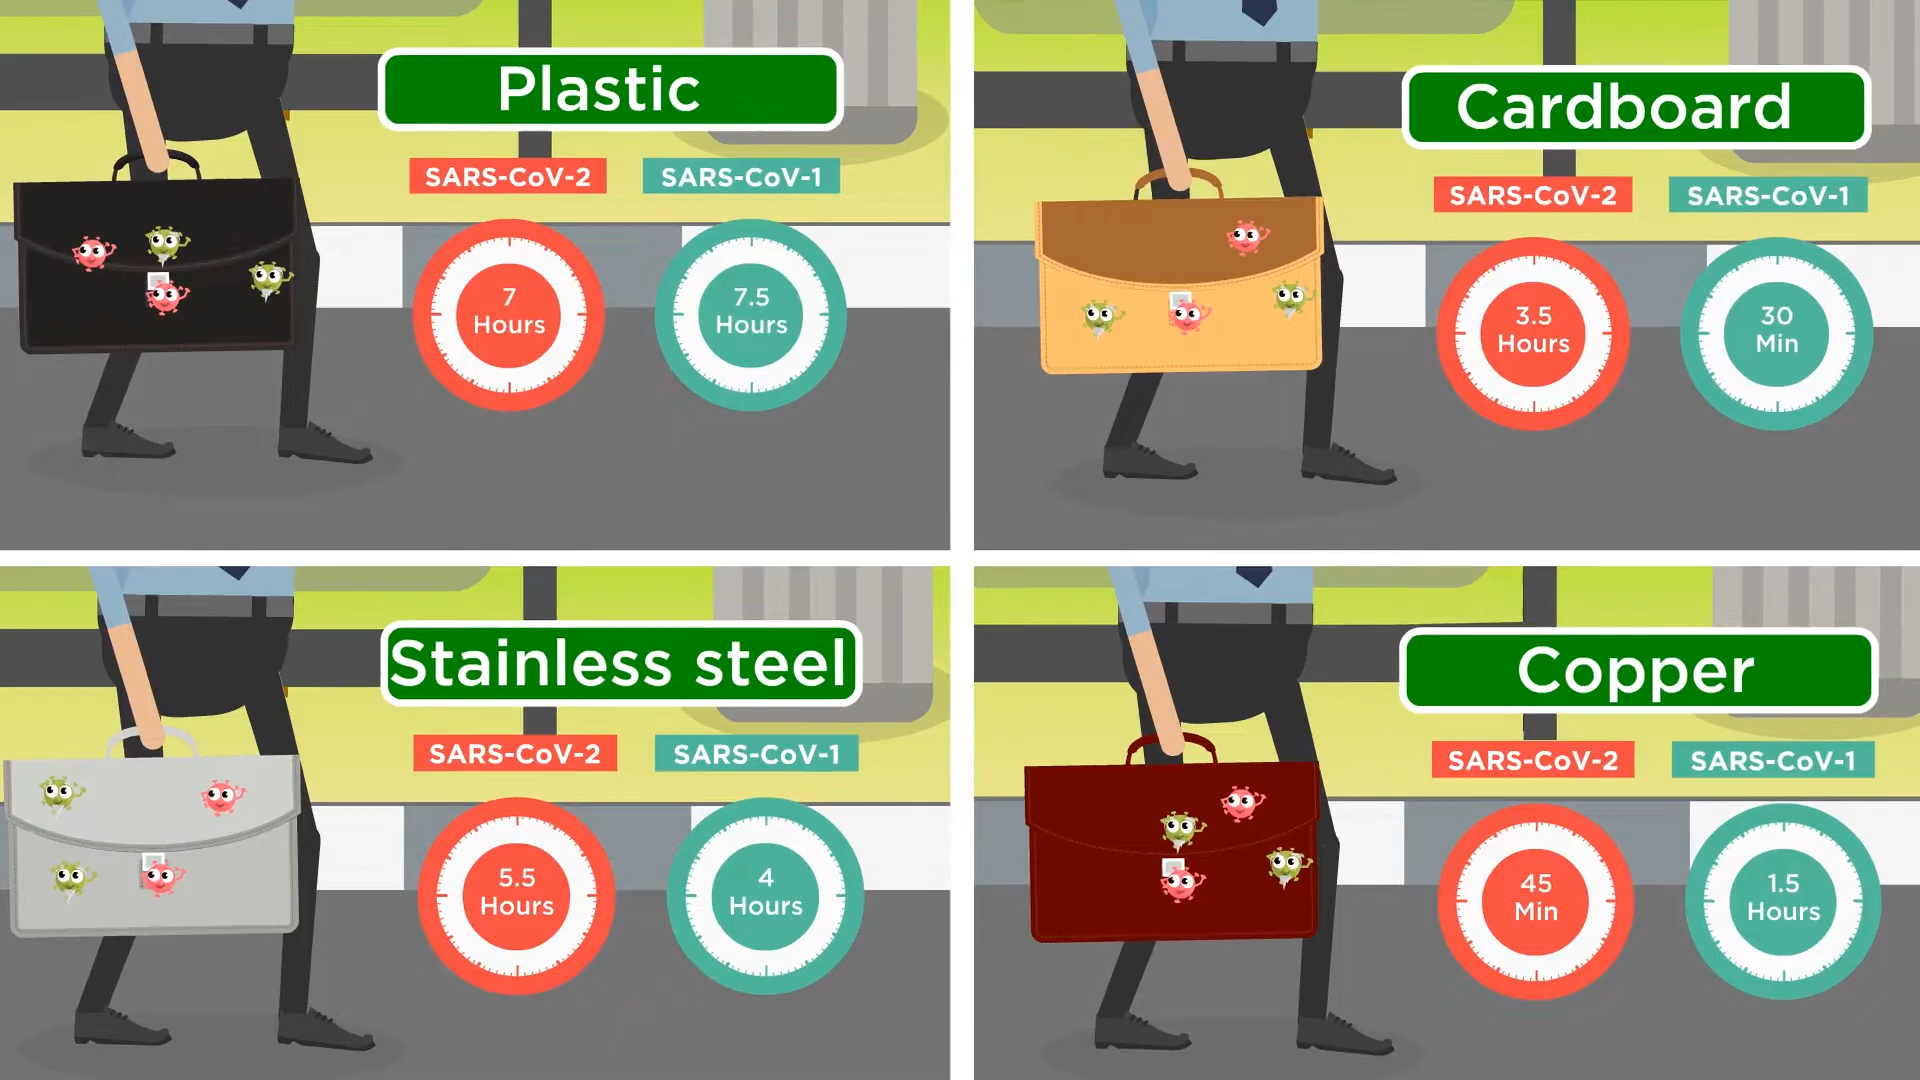 Plastic
SARS-CoV-2
SARS-CoV-1
7
Hours
7.5
Hours
Cardboard
SARS-CoV-2
SARS-CoV-1
3.5
Hours
30
Min
Stainless steel
SARS-CoV-2
SARS-CoV-1
5.5
Hours
4
Hours
Copper
SARS-CoV-2
SARS-CoV-1
45
Min
1.5
Hours